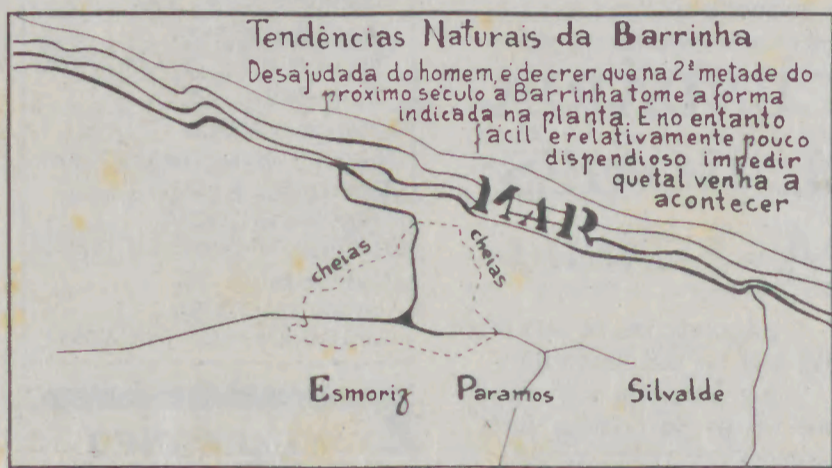 Tendências Naturais da Barrinha
Desajudada do homem, e de crer que na 2ª metade do
próximo século a Barrinha tome a forma
indicada na planta. É no entanto
fácil e relativamente pouco
dispendioso impedir
que tal venha a
acontecer
MAR
cheias
cheias
Esmoriz Paramos Silvalde